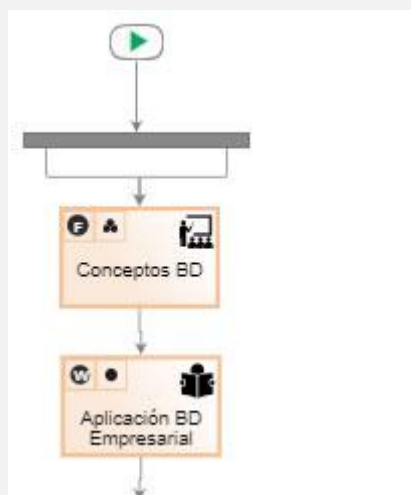 F
Conceptos BD
W
Aplicación BD
Empresarial